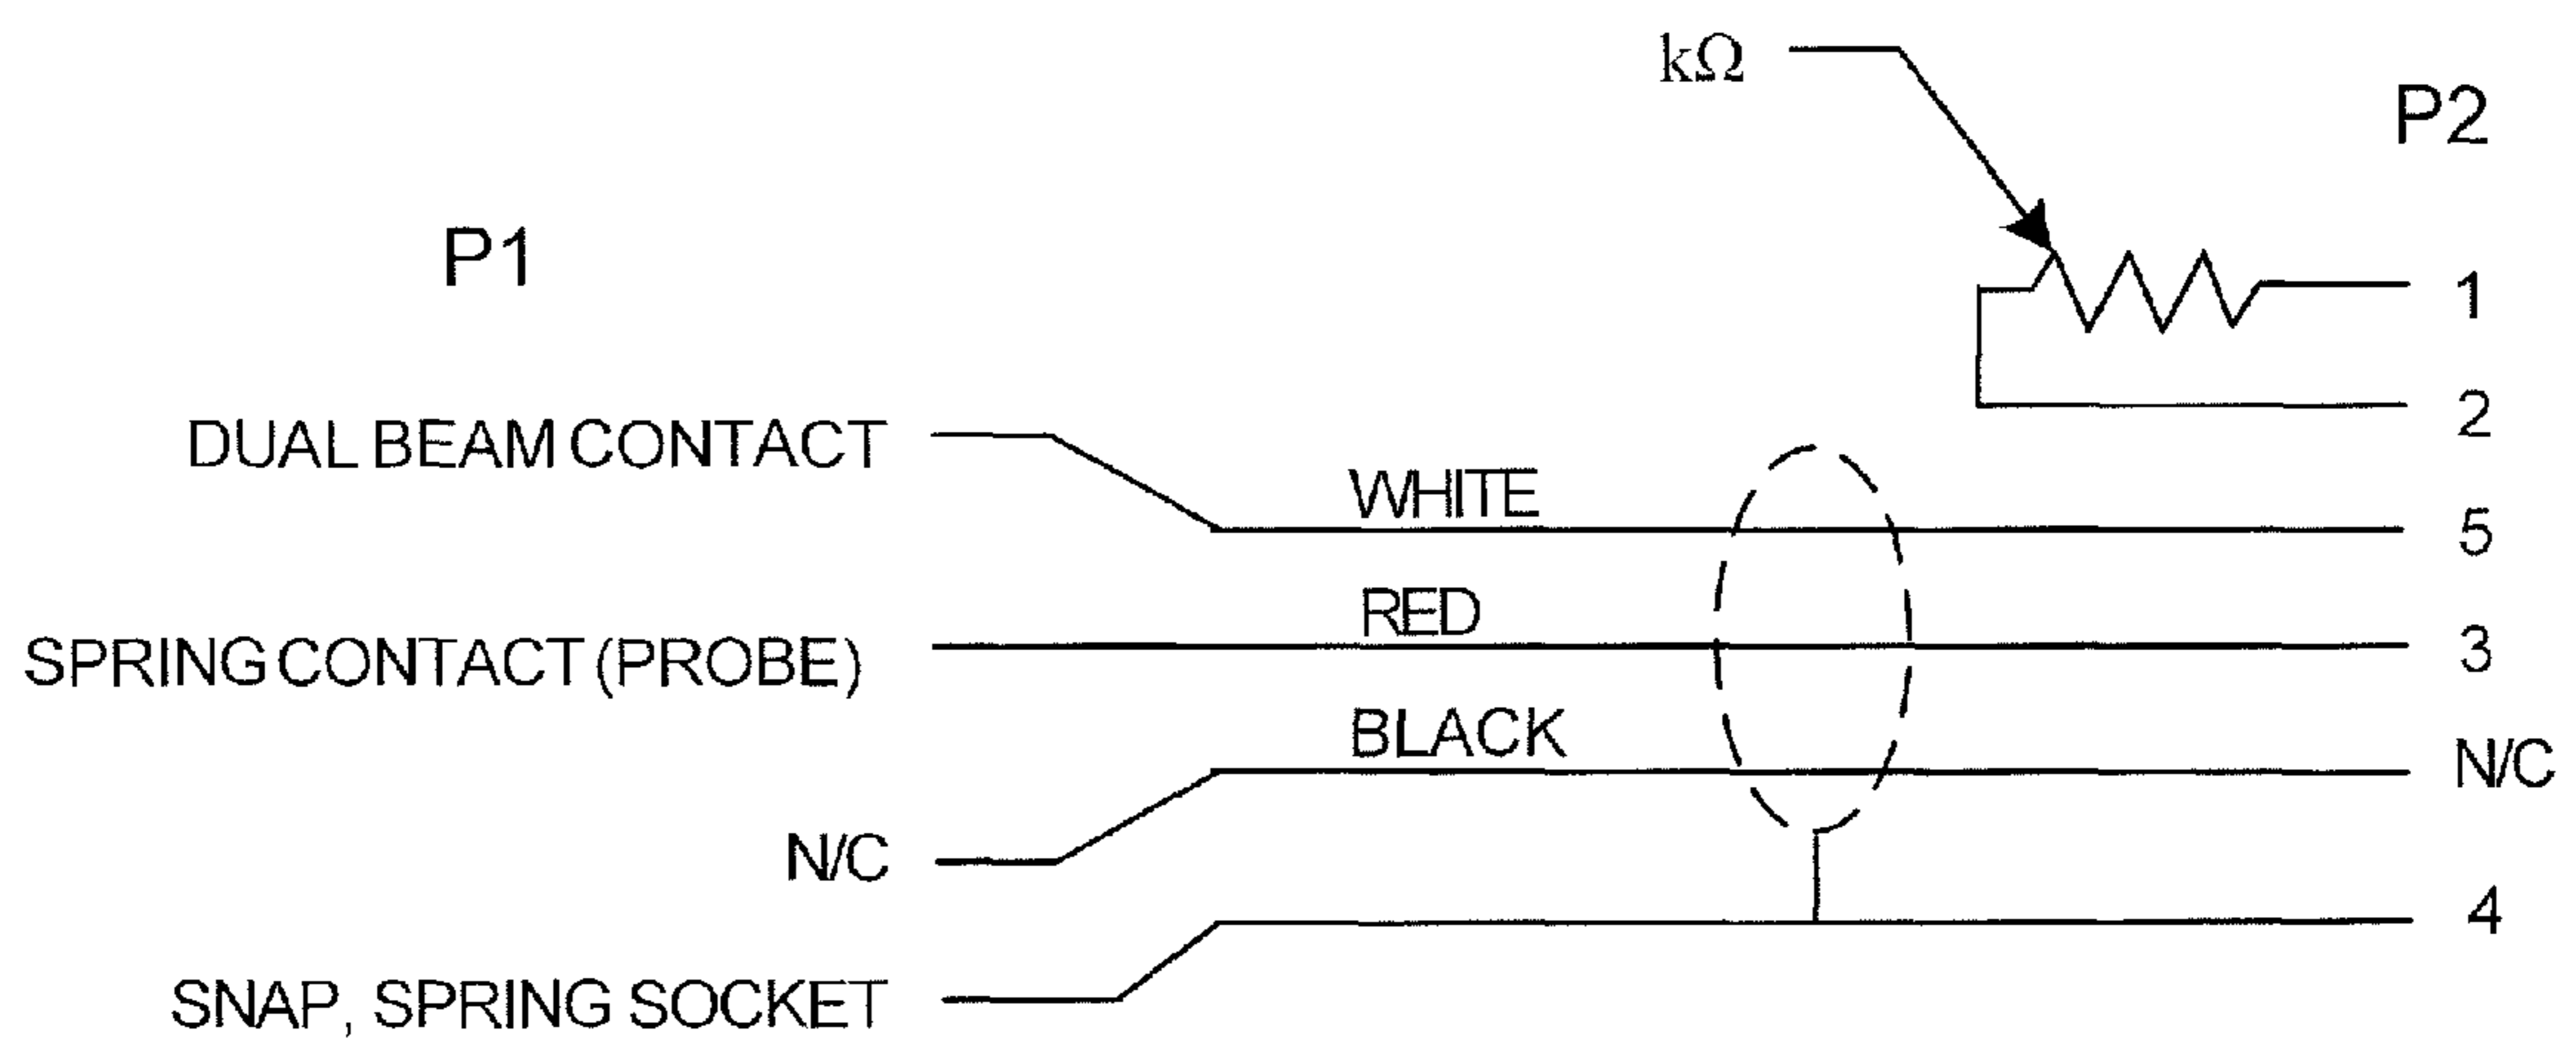 kΩ
P2
P1
1
2
DUAL BEAM CONTACT
WHITE
5
RED
SPRING CONTACT (PROBE)
3
BLACK
N/C
N/C
4
SNAP, SPRING SOCKET